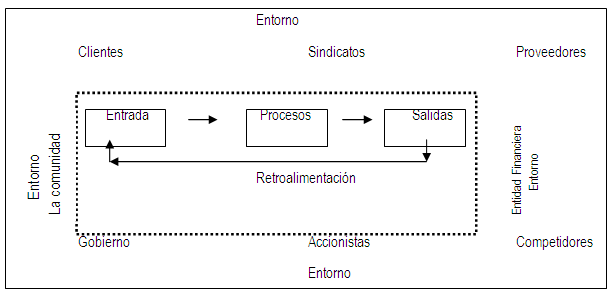 Entorno
Clientes Sindicatos Proveedores
Entrada Procesos Salidas
Retroalimentación
Entorno
La comunidad
Entidad Financiera
Entorno
Gobierno Accionistas Competidores
Entorno